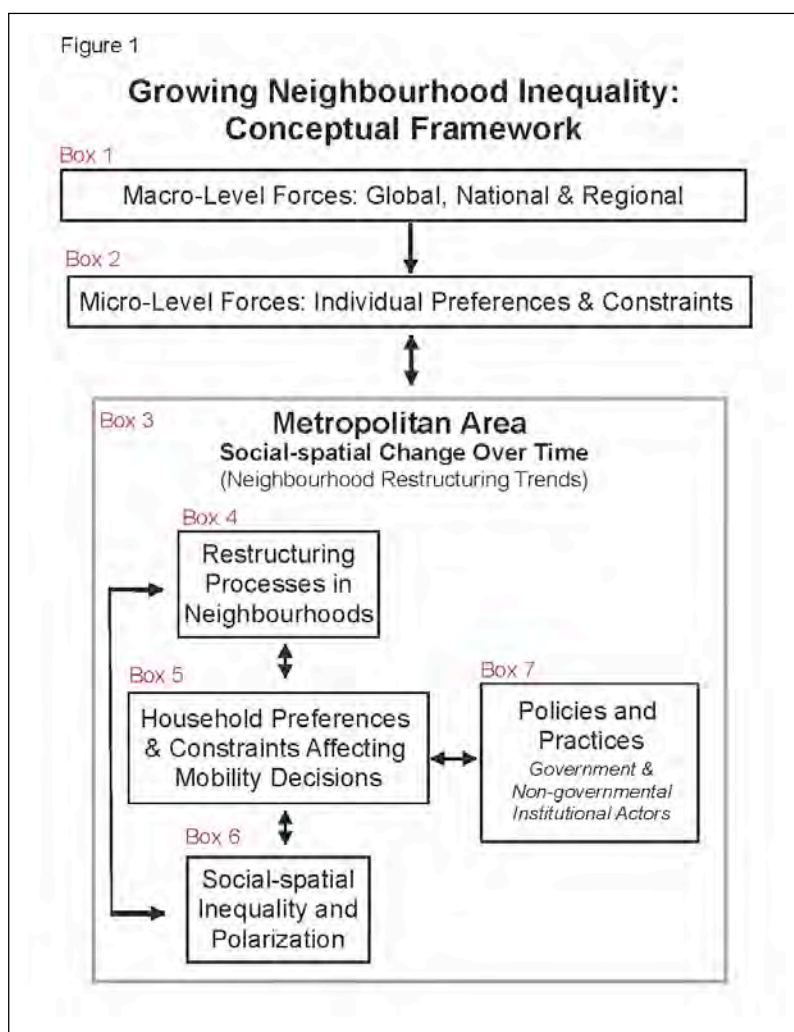 Figure 1
Growing Neighbourhood Inequality:
Conceptual Framework
Box 1
Macro-Level Forces: Global, National & Regional
Box 2
Micro-Level Forces: Individual Preferences & Constraints
Box 3
Metropolitan Area
Social-spatial Change Over Time
(Neighbourhood Restructuring Trends)
Box 4
Restructuring
Processes in
Neighbourhoods
Box 5
Household Preferences
& Constraints Affecting
Mobility Decisions
Box 7
Policies and
Practices
Government &
Non-governmental
Institutional Actors
Box 6
Social-spatial
Inequality and
Polarization